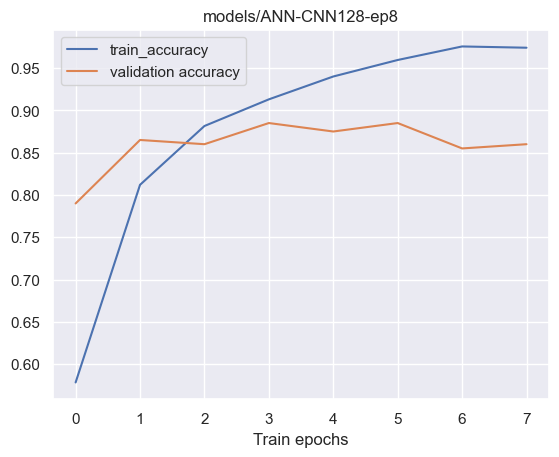 models/ANN-CNN128-ep8
train_accuracy
validation accuracy
0.95
0.90
0.85
0.80
0.75
0.70
0.65
0.60
0 1 2 3 4 5 6 7
Train epochs